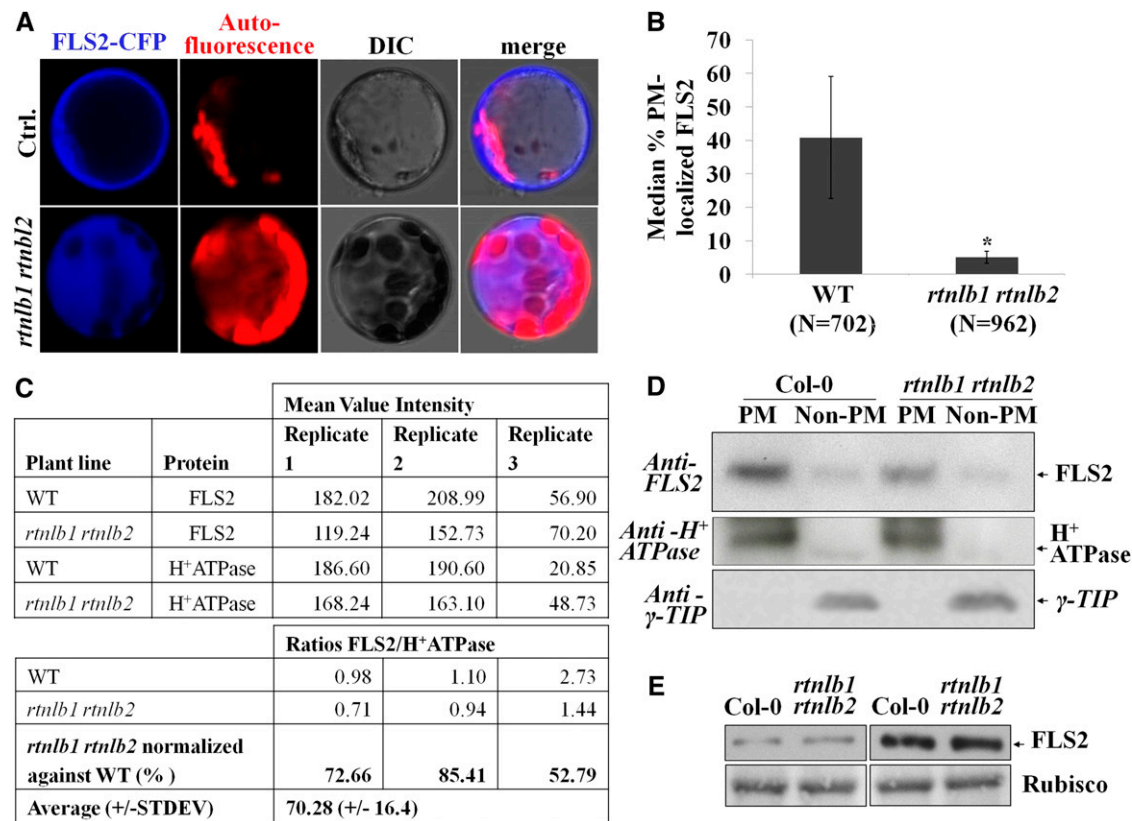 A
FLS2-CFP
Auto-
fluorescence
DIC
merge
Ctrl.
rtnlb1 rtnbl2
B
Median % PM-
localized FLS2
70
60
50
40
30
20
10
0
*
WT
(N=702)
rtnlb1 rtnlb2
(N=962)
C
Mean Value Intensity
Plant line Protein Replicate 1 Replicate 2 Replicate 3
WT FLS2 182.02 208.99 56.90
rtnlb1 rtnlb2 FLS2 119.24 152.73 70.20
WT H⁺ATPase 186.60 190.60 20.85
rtnlb1 rtnlb2 H⁺ATPase 168.24 163.10 48.73
Ratios FLS2/H⁺ATPase
WT 0.98 1.10 2.73
rtnlb1 rtnlb2 0.71 0.94 1.44
rtnlb1 rtnlb2 normalized
against WT (% ) 72.66 85.41 52.79
Average (+/-STDEV) 70.28 (+/- 16.4)
D
Col-0 rtnlb1 rtnlb2
PM Non-PM PM Non-PM
Anti-
FLS2
FLS2
Anti -H⁺
ATPase
H⁺
ATPase
Anti -
γ-TIP
γ-TIP
E
Col-0 rtnlb1 rtnlb2 Col-0 rtnlb1 rtnlb2
FLS2
Rubisco